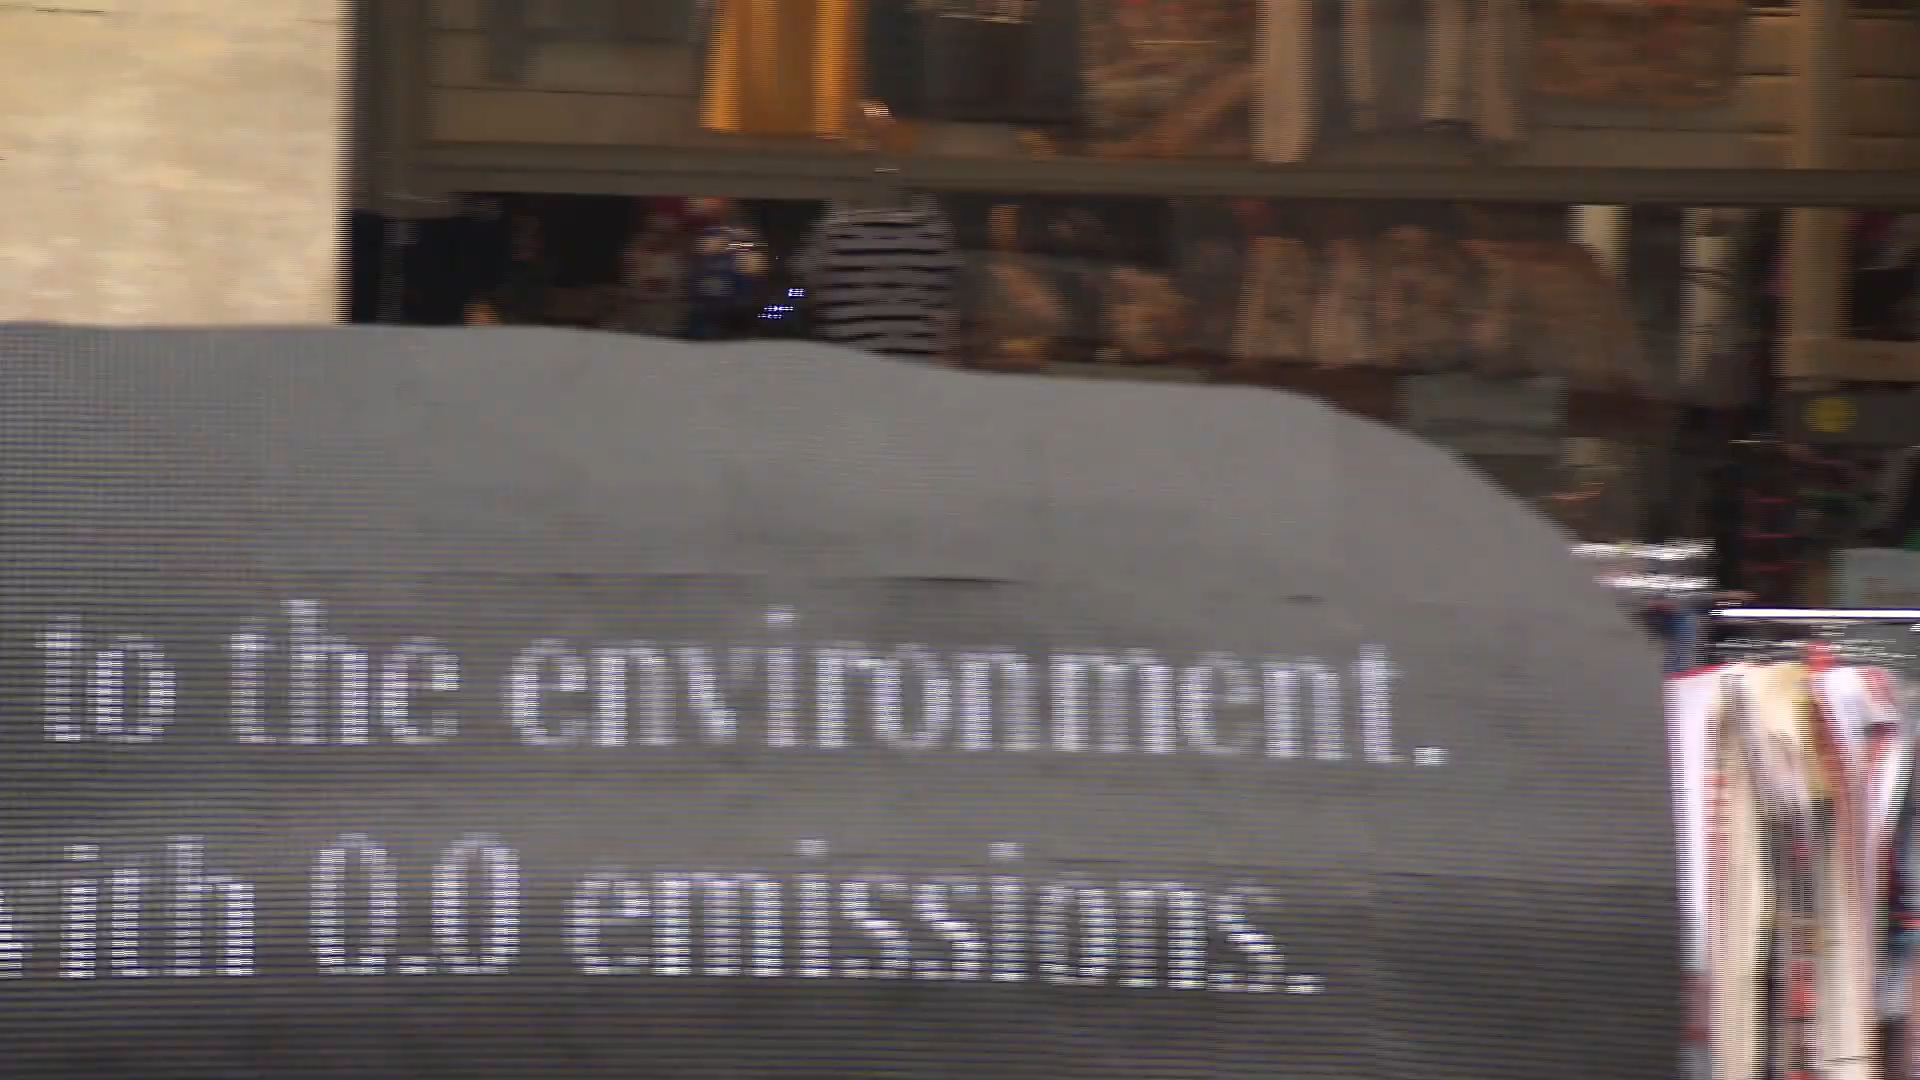 to the environment.
with 0.0 emissions.